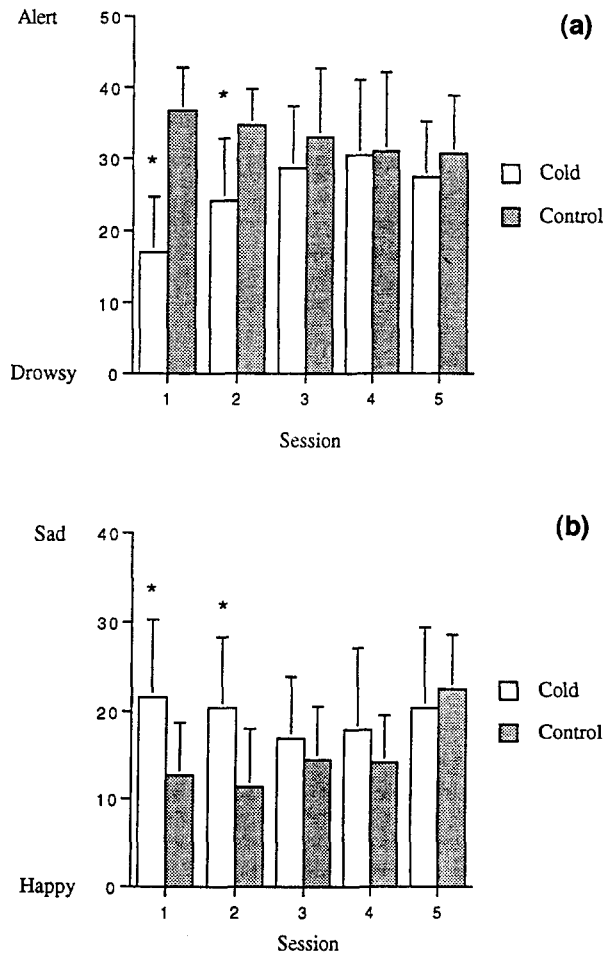 Alert
50
(a)
40
*
*
30
Cold
20
Control
10
Drowsy
0
1 2 3 4 5
Session
Sad
40
(b)
*
30
*
Cold
20
Control
10
Happy
0
1 2 3 4 5
Session